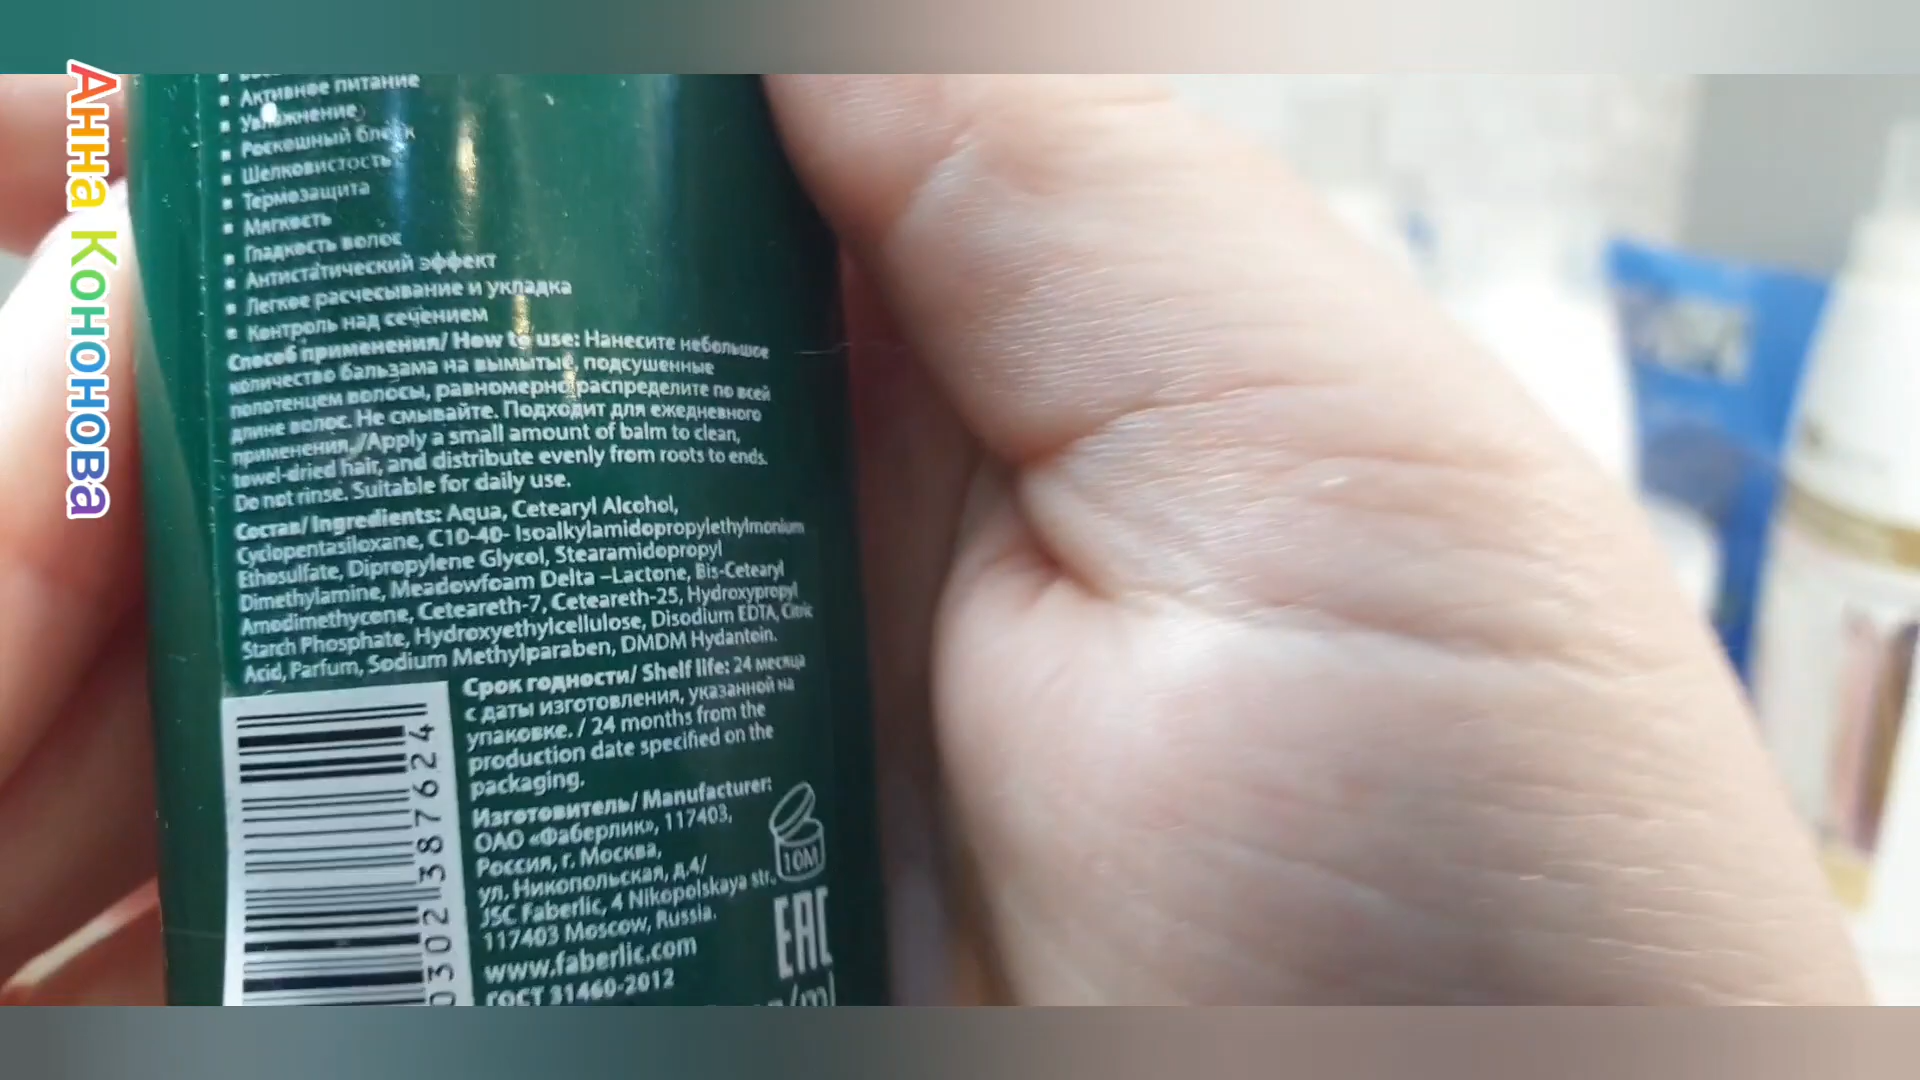 Анна Кононова
▪ Активное питание
▪ Увлажнение
▪ Роскошный блеск
▪ Шелковистость
▪ Термозащита
▪ Мягкость
▪ Гладкость волос
▪ Антистатический эффект
▪ Легкое расчесывание и укладка
▪ Контроль над сечением
Способ применения/ How to use: Нанесите небольшое
количество бальзама на вымытые, подсушенные
полотенцем волосы, равномерно распределите по всей
длине волос. Не смывайте. Подходит для ежедневного
применения./Apply a small amount of balm to clean,
towel-dried hair, and distribute evenly from roots to ends.
Do not rinse. Suitable for daily use.
Состав/ Ingredients: Aqua, Cetearyl Alcohol,
Cyclopentasiloxane, C10-40- Isoalkylamidopropylethylmonium
Ethosulfate, Dipropylene Glycol, Stearamidopropyl
Dimethylamine, Meadowfoam Delta –Lactone, Bis-Cetearyl
Amodimethycone, Ceteareth-7, Ceteareth-25, Hydroxypropyl
Starch Phosphate, Hydroxyethylcellulose, Disodium EDTA, Citric
Acid, Parfum, Sodium Methylparaben, DMDM Hydantoin.
Срок годности/ Shelf life: 24 месяца
с даты изготовления, указанной на
упаковке. / 24 months from the
production date specified on the
packaging.
Изготовитель/ Manufacturer:
ОАО «Фаберлик», 117403,
Россия, г. Москва,
ул. Никопольская, д.4/
JSC Faberlic, 4 Nikopolskaya str.,
117403 Moscow, Russia.
www.faberlic.com
ГОСТ 31460-2012
10M
EAC
0302138 7624